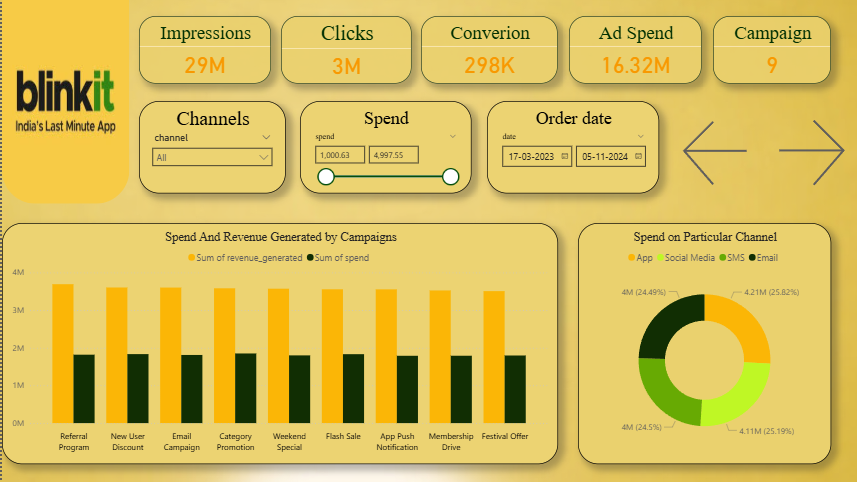 blinkit
India's Last Minute App
Impressions
29M
Clicks
3M
Converion
298K
Ad Spend
16.32M
Campaign
9
Channels
channel
All
Spend
spend
1,000.63
4,997.55
Order date
date
17-03-2023
05-11-2024
Spend And Revenue Generated by Campaigns
Sum of revenue_generated
Sum of spend
4M
3M
2M
1M
0M
Referral Program
New User Discount
Email Campaign
Category Promotion
Weekend Special
Flash Sale
App Push Notification
Membership Drive
Festival Offer
Spend on Particular Channel
App
Social Media
SMS
Email
4M (24.49%)
4.21M (25.82%)
4M (24.5%)
4.11M (25.19%)